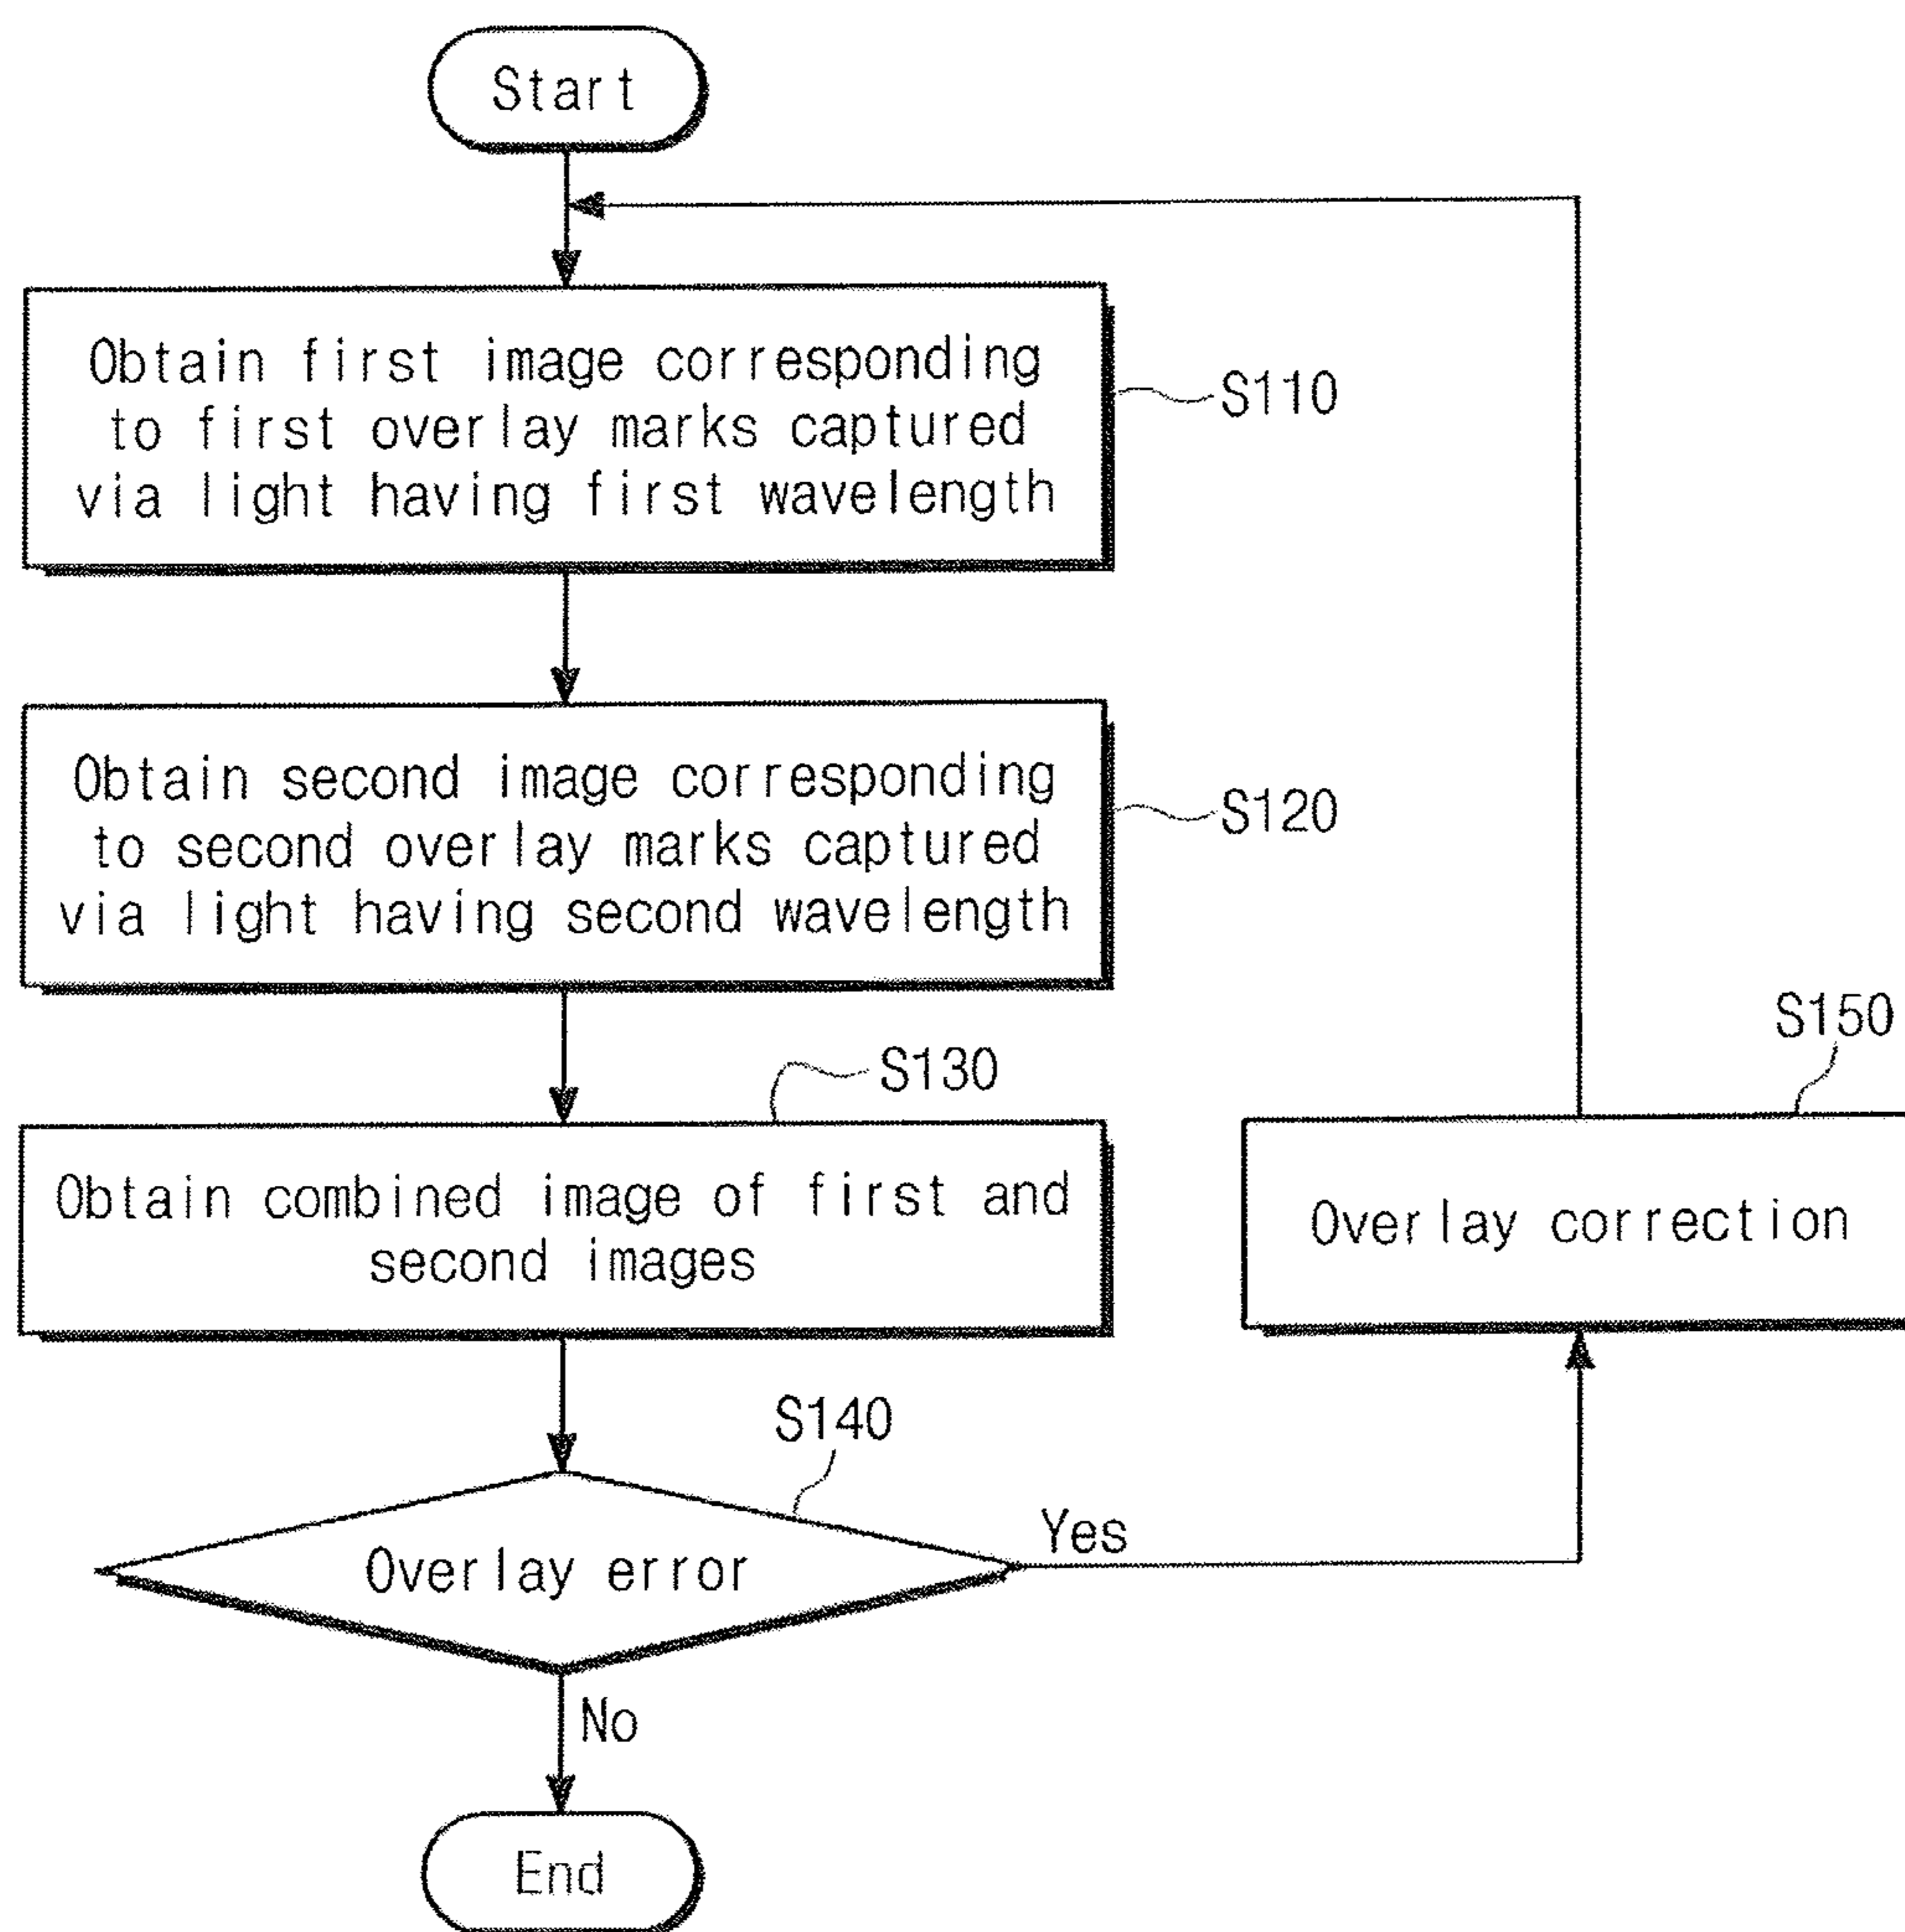 Start
Obtain first image corresponding
to first overlay marks captured
via light having first wavelength
S110
Obtain second image corresponding
to second overlay marks captured
via light having second wavelength
S120
S130
Obtain combined image of first and
second images
S150
Overlay correction
S140
Overlay error
Yes
No
End